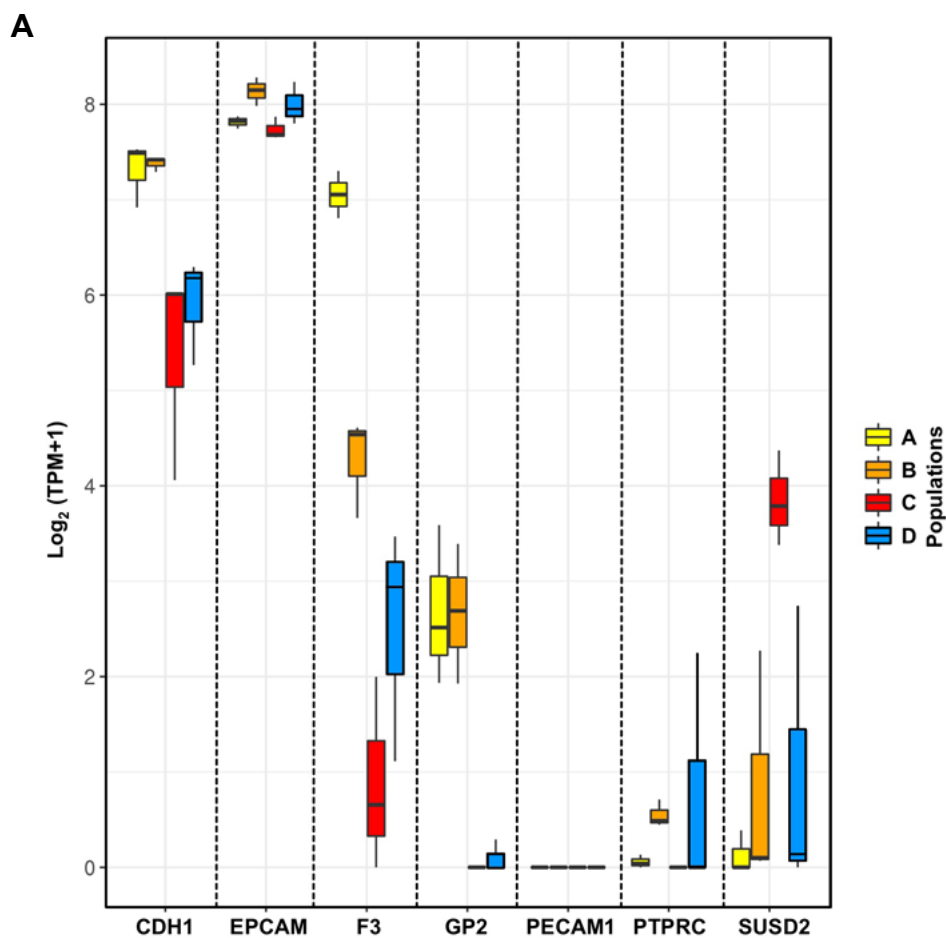 A
8
6
4
2
0
Log2 (TPM+1)
CDH1 EPCAM F3 GP2 PECAM1 PTPRC SUSD2
A
B
C
D
Populations